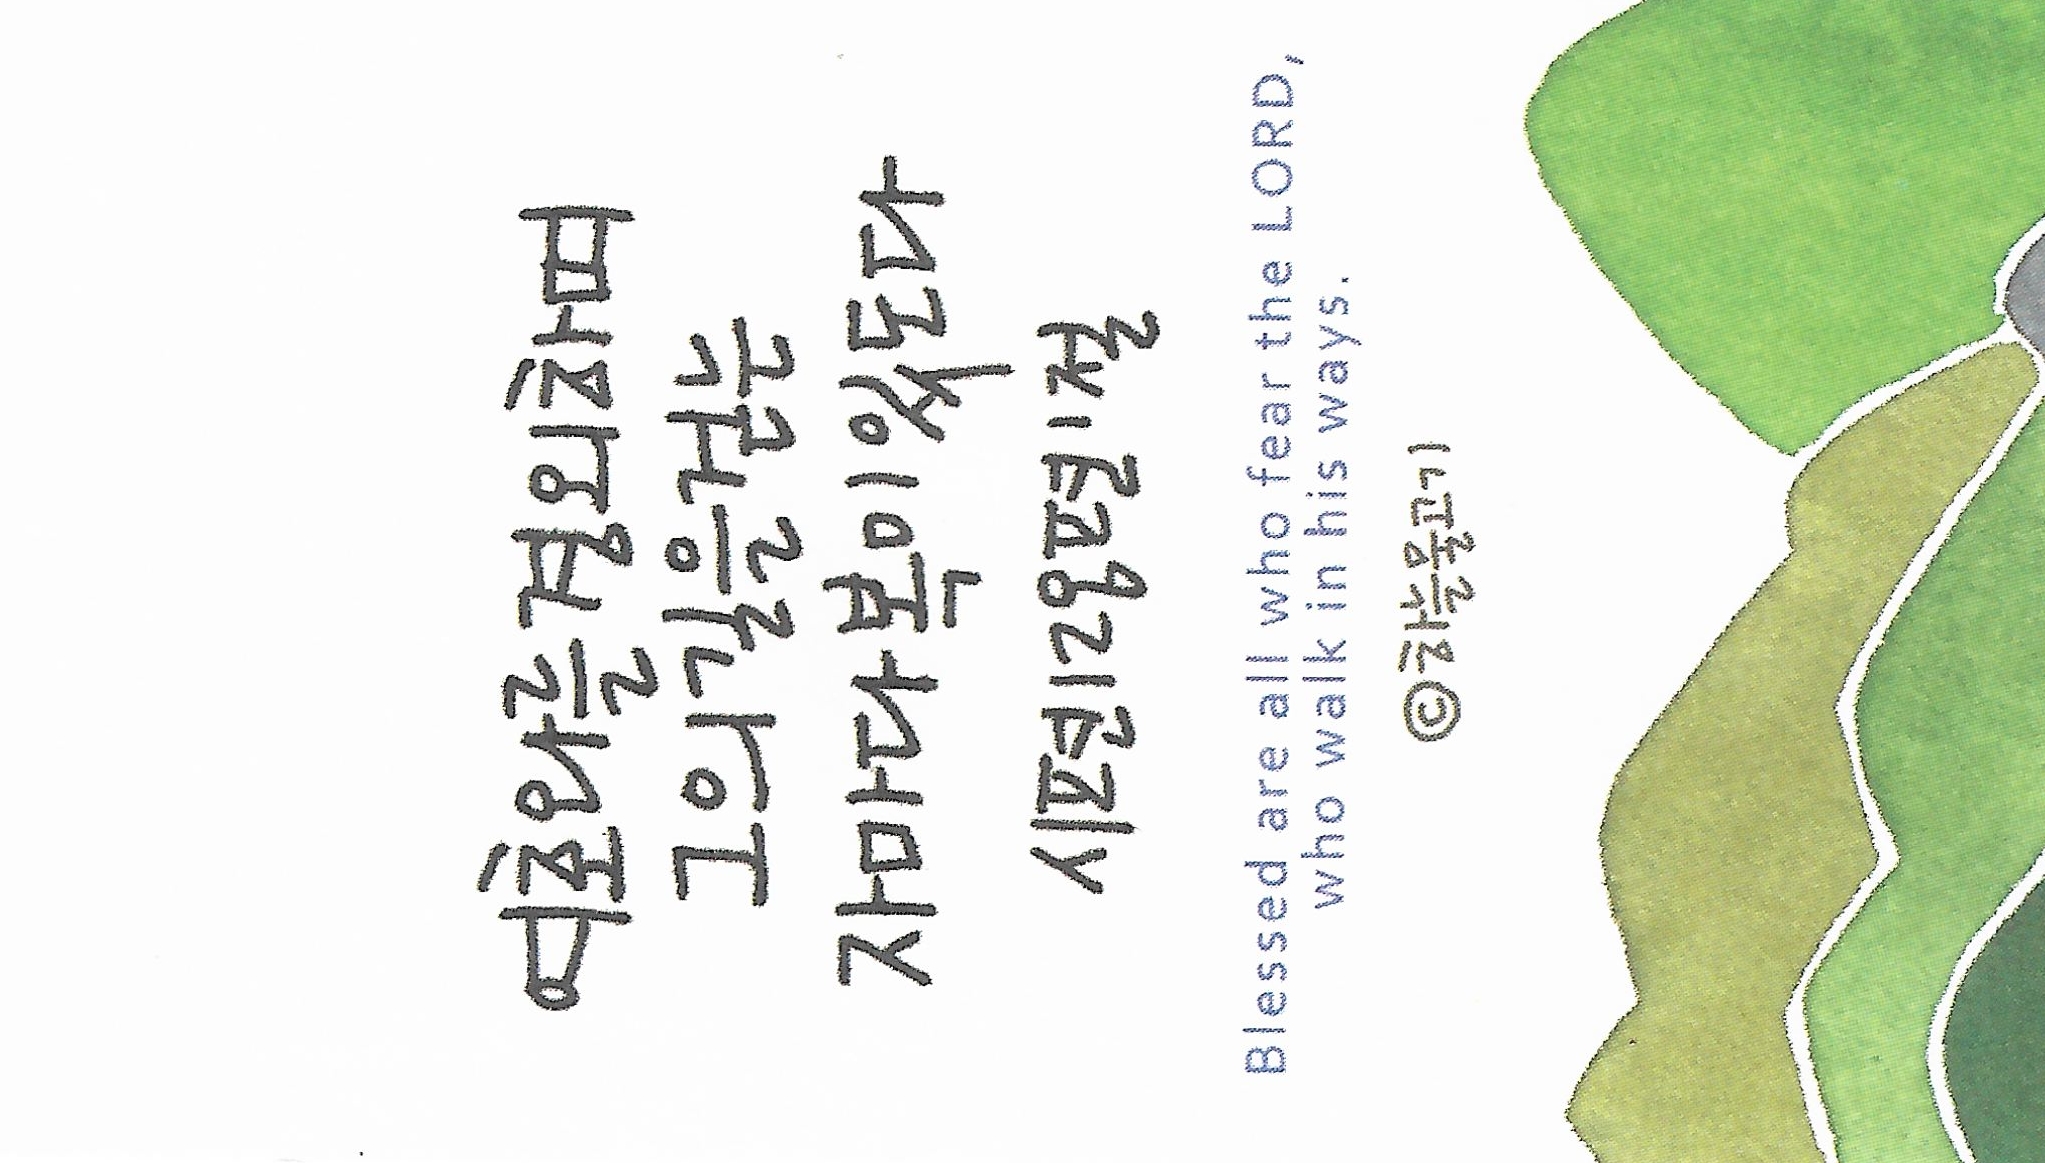 여호와를 경외하며
그의 길을 걷는
자마다 복이 있도다
시편 128편 1절
Blessed are all who fear the LORD,
who walk in his ways.
©하늘물고기